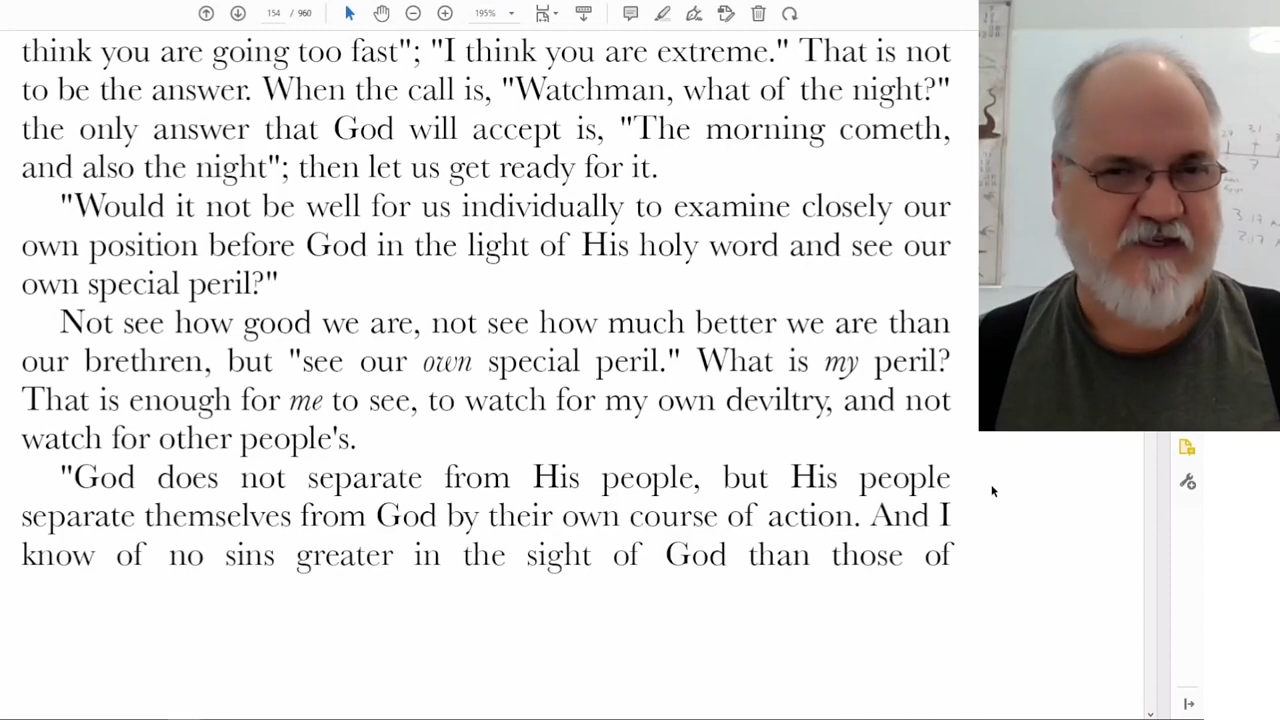 154 / 960
195%
think you are going too fast"; "I think you are extreme." That is not
to be the answer. When the call is, "Watchman, what of the night?"
the only answer that God will accept is, "The morning cometh,
and also the night"; then let us get ready for it.
"Would it not be well for us individually to examine closely our
own position before God in the light of His holy word and see our
own special peril?"
Not see how good we are, not see how much better we are than
our brethren, but "see our own special peril." What is my peril?
That is enough for me to see, to watch for my own deviltry, and not
watch for other people's.
"God does not separate from His people, but His people
separate themselves from God by their own course of action. And I
know of no sins greater in the sight of God than those of
3.17
2.17